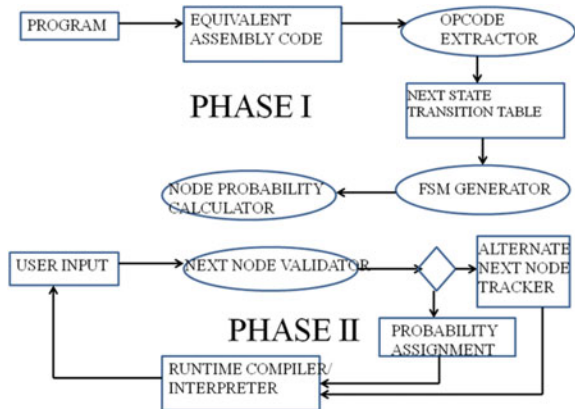 PROGRAM
EQUIVALENT
ASSEMBLY CODE
OPCODE
EXTRACTOR
PHASE I
NEXT STATE
TRANSITION TABLE
NODE PROBABILITY
CALCULATOR
FSM GENERATOR
USER INPUT
NEXT NODE VALIDATOR
ALTERNATE
NEXT NODE
TRACKER
PHASE II
PROBABILITY
ASSIGNMENT
RUNTIME COMPILER/
INTERPRETER